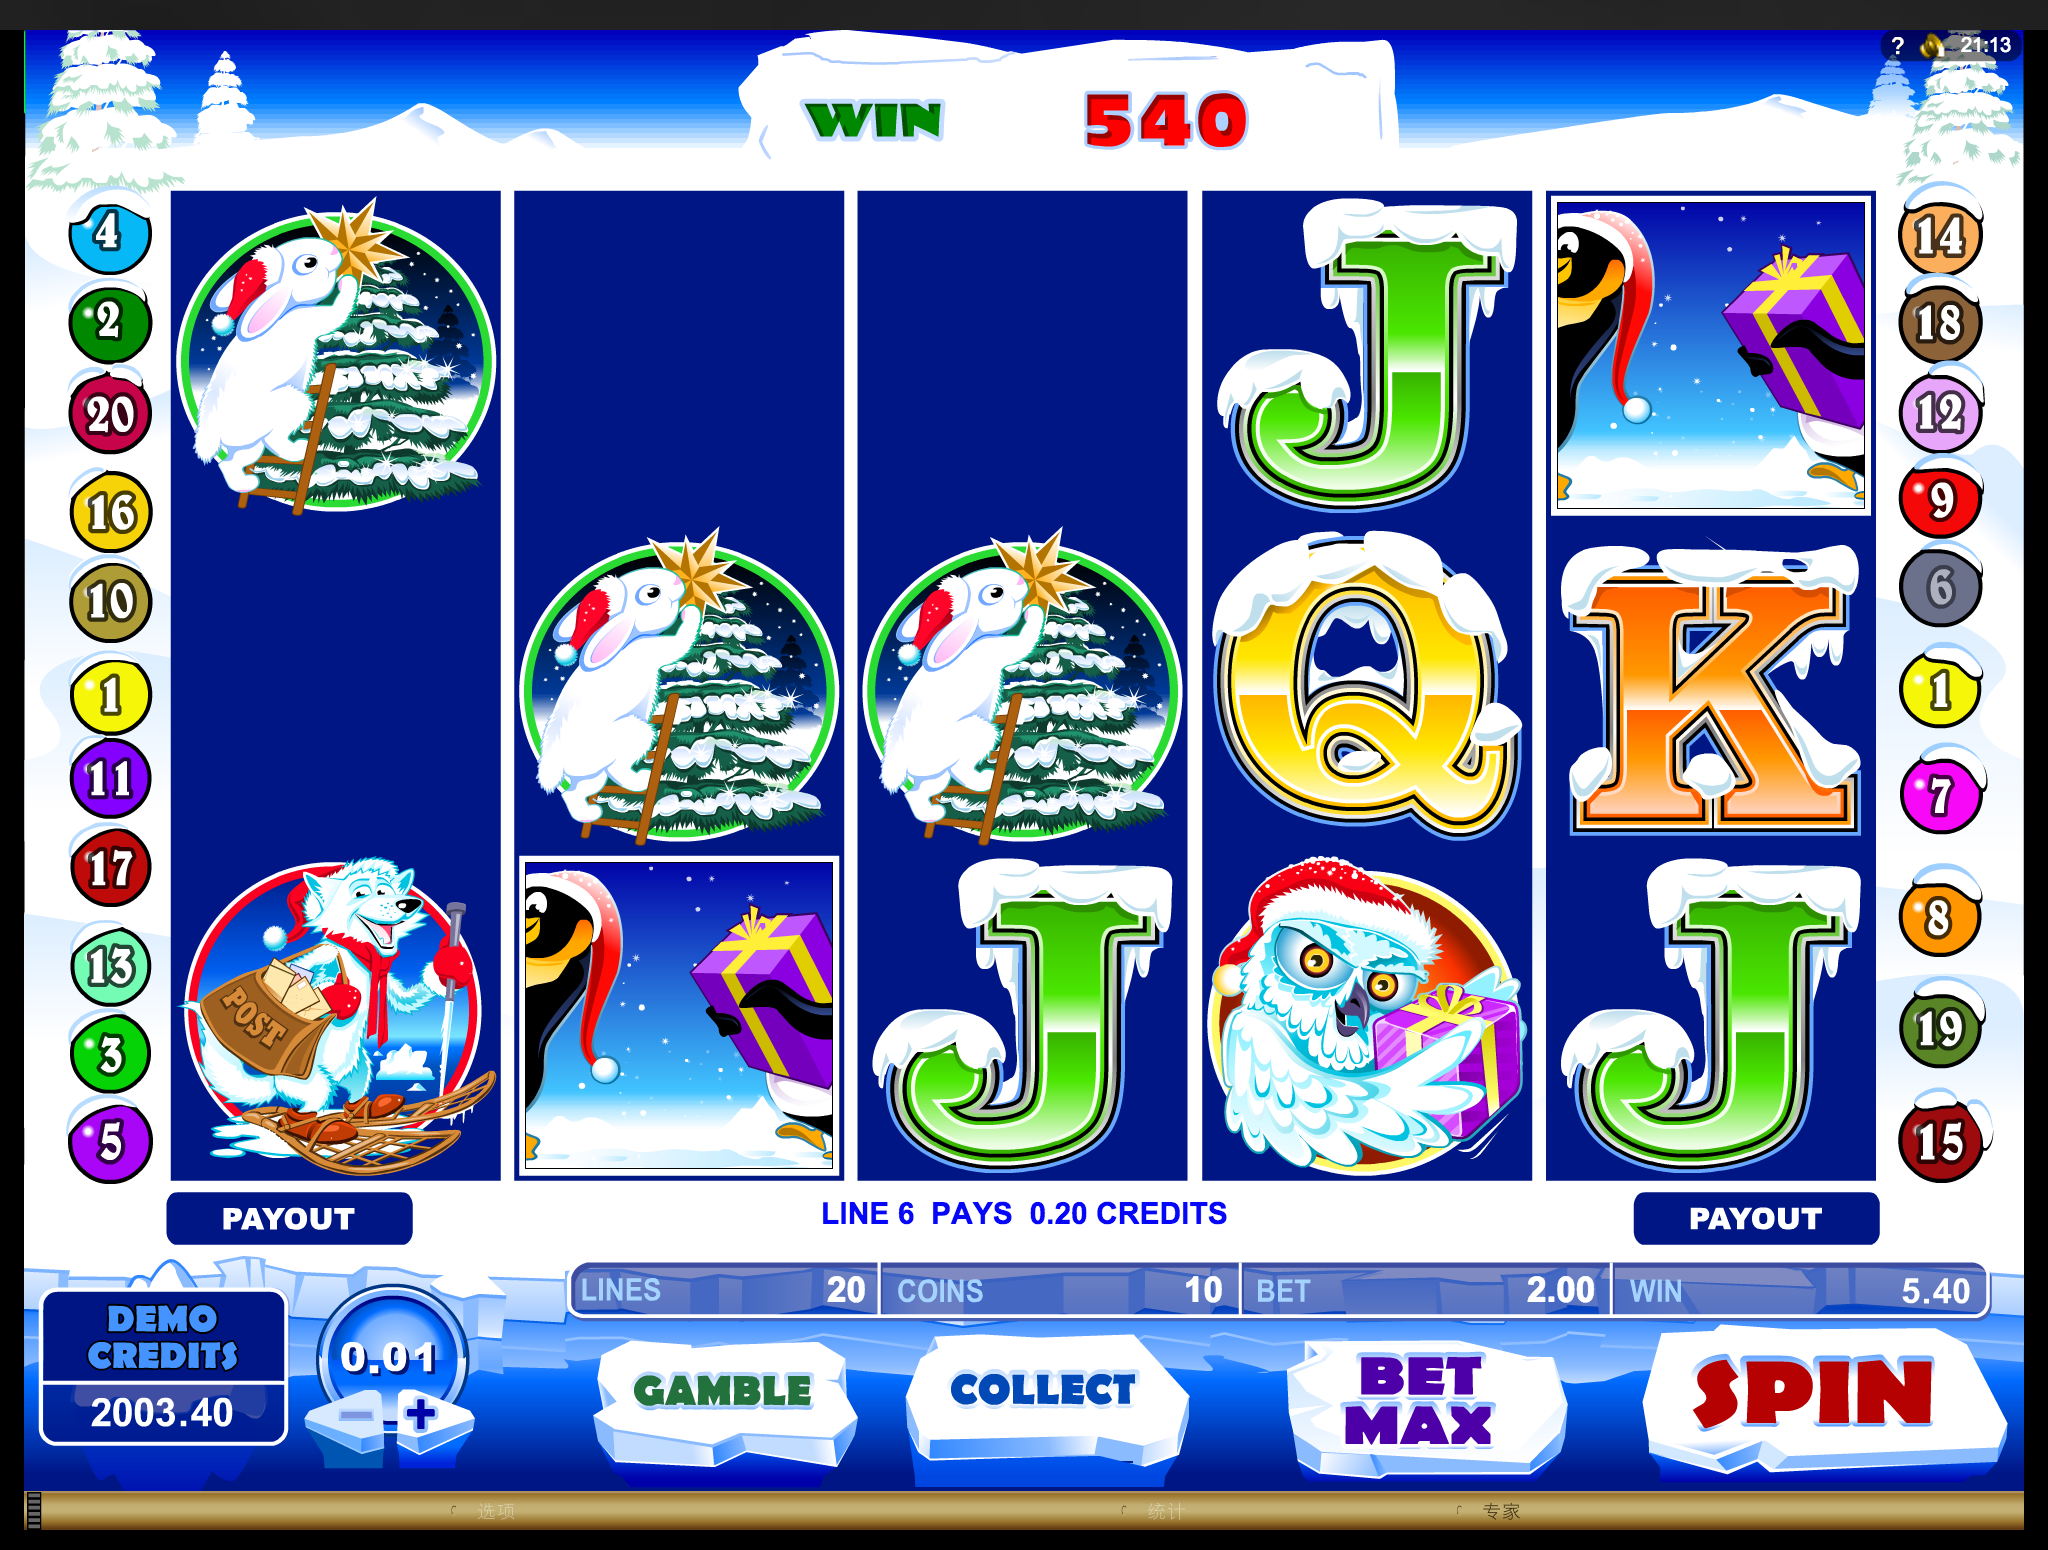 ? 21:13
WIN 540
4 14
2 18
20 12
16 9
10 6
1 1
11 7
17 8
13 19
3 15
5
J
Q K
POST
J J
PAYOUT LINE 6 PAYS 0.20 CREDITS PAYOUT
LINES 20 COINS 10 BET 2.00 WIN 5.40
DEMO
CREDITS
2003.40
0.01
- +
GAMBLE
COLLECT
BET
MAX
SPIN
选项 统计 专家